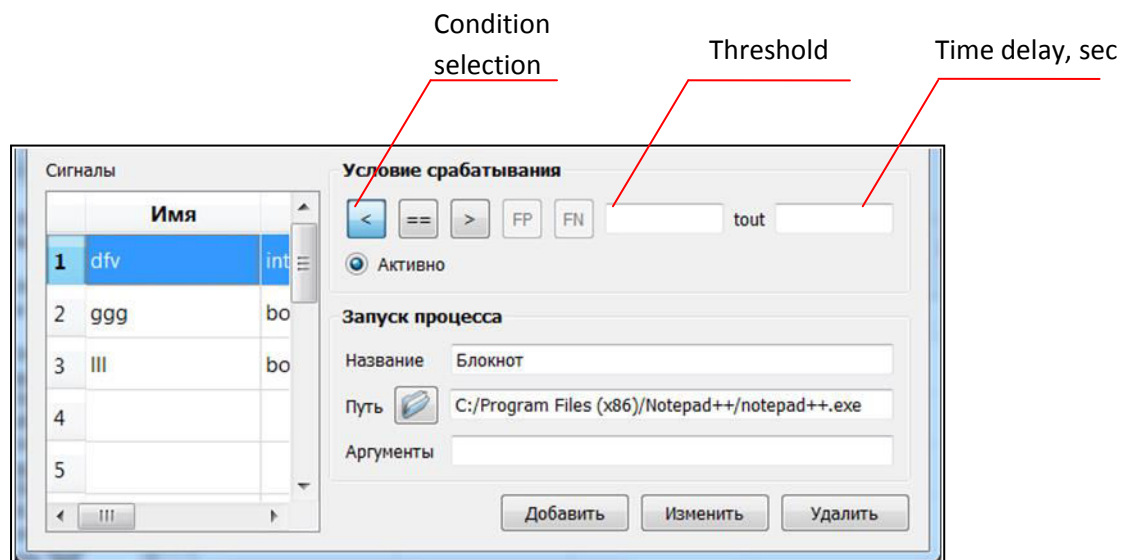 Condition
selection
Threshold
Time delay, sec
Сигналы
Имя
1 dfv int
2 ggg bo
3 lll bo
4
5
Условие срабатывания
< == > FP FN tout
Активно
Запуск процесса
Название Блокнот
Путь C:/Program Files (x86)/Notepad++/notepad++.exe
Аргументы
Добавить Изменить Удалить